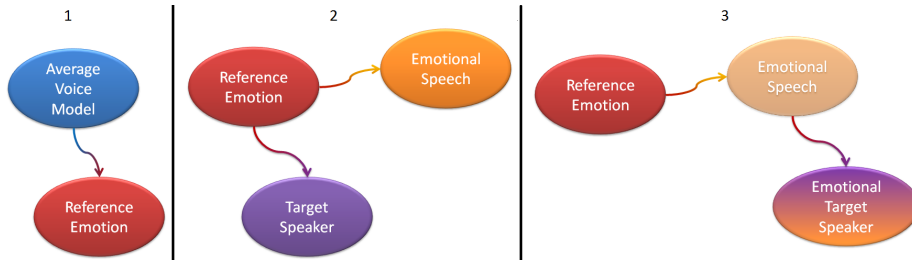 1
Average
Voice
Model
Reference
Emotion
2
Reference
Emotion
Emotional
Speech
Target
Speaker
3
Reference
Emotion
Emotional
Speech
Emotional
Target
Speaker